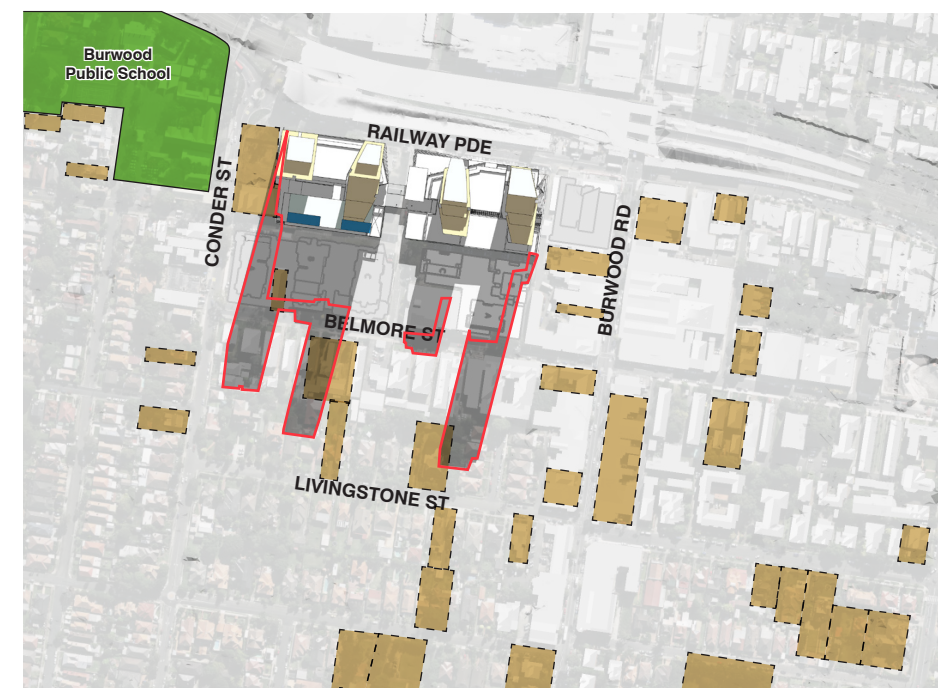 Burwood
Public School
RAILWAY PDE
CONDER ST
BURWOOD RD
BELMORE ST
LIVINGSTONE ST